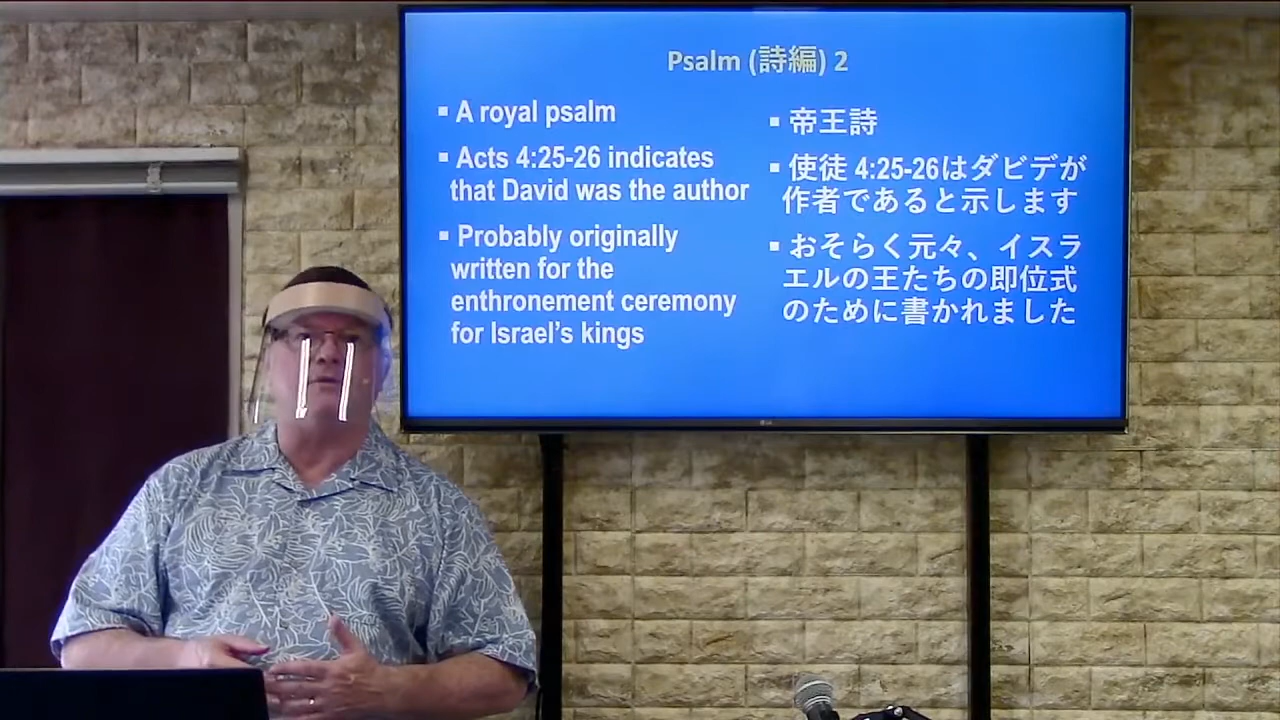 Psalm (詩編) 2
▪ A royal psalm
▪ Acts 4:25-26 indicates
that David was the author
▪ Probably originally
written for the
enthronement ceremony
for Israel’s kings
▪ 帝王詩
▪ 使徒 4:25-26はダビデが
作者であると示します
▪ おそらく元々、イスラ
エルの王たちの即位式
のために書かれました
LG